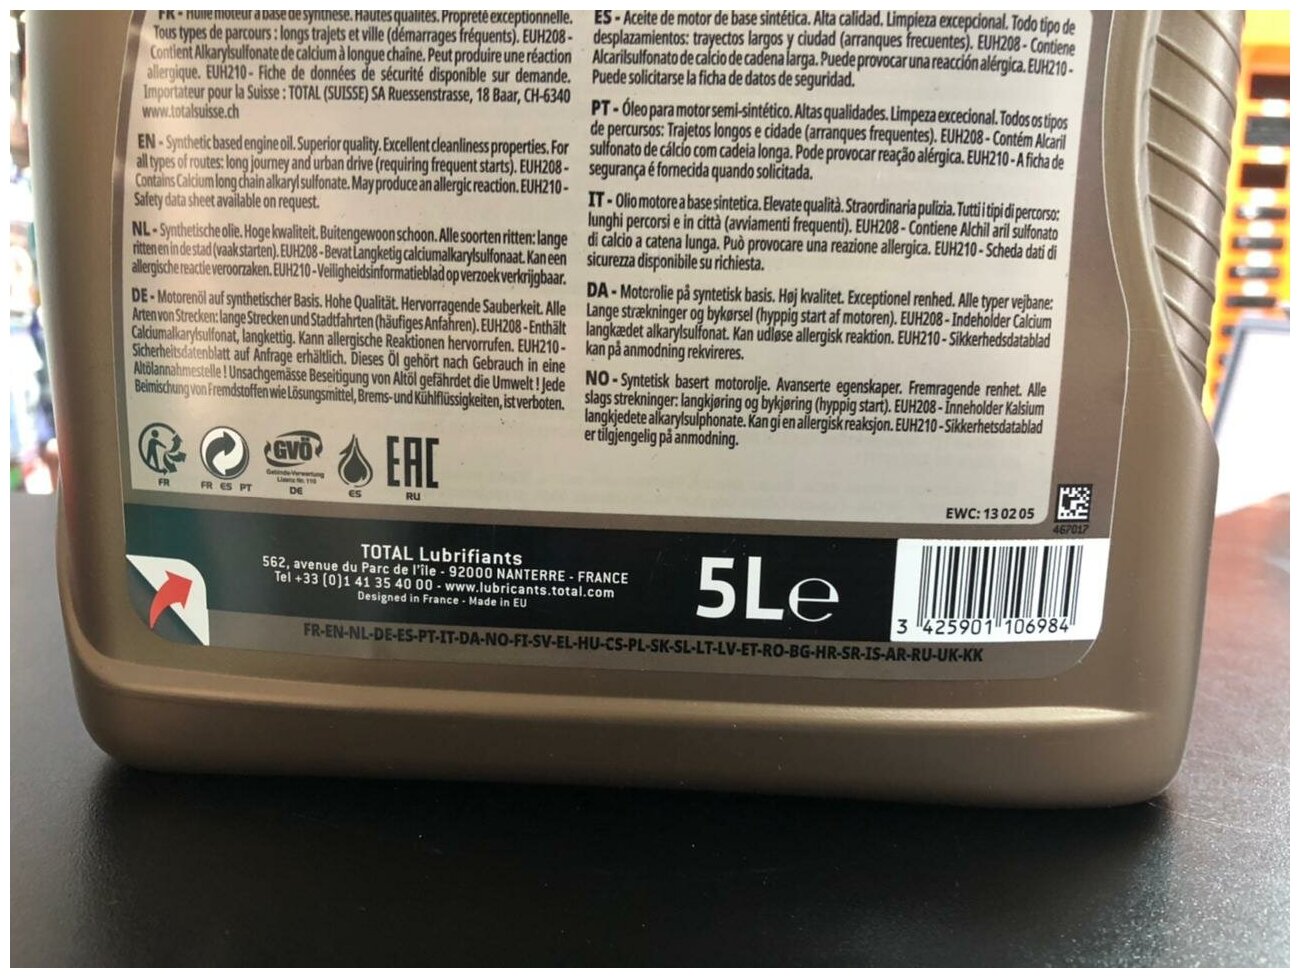 FR - Huile moteur à base de synthèse. Hautes qualités. Propreté exceptionnelle.
Tous types de parcours : longs trajets et ville (démarrages fréquents). EUH208 -
Contient Alkarylsulfonate de calcium à longue chaîne. Peut produire une réaction
allergique. EUH210 - Fiche de données de sécurité disponible sur demande.
Importateur pour la Suisse : TOTAL (SUISSE) SA Ruessenstrasse, 18 Baar, CH-6340
www.totalsuisse.ch
EN - Synthetic based engine oil. Superior quality. Excellent cleanliness properties. For
all types of routes: long journey and urban drive (requiring frequent starts). EUH208 -
Contains Calcium long chain alkaryl sulfonate. May produce an allergic reaction. EUH210 -
Safety data sheet available on request.
NL - Synthetische olie. Hoge kwaliteit. Buitengewoon schoon. Alle soorten ritten: lange
ritten en in de stad (vaak starten). EUH208 - Bevat Langketig calciumalkarylsulfonaat. Kan een
allergische reactie veroorzaken. EUH210 - Veiligheidsinformatieblad op verzoek verkrijgbaar.
DE - Motorenöl auf synthetischer Basis. Hohe Qualität. Hervorragende Sauberkeit. Alle
Arten von Strecken: lange Strecken und Stadtfahrten (häufiges Anfahren). EUH208 - Enthält
Calciumalkarylsulfonat, langkettig. Kann allergische Reaktionen hervorrufen. EUH210 -
Sicherheitsdatenblatt auf Anfrage erhältlich. Dieses Öl gehört nach Gebrauch in eine
Altölannahmestelle ! Unsachgemässe Beseitigung von Altöl gefährdet die Umwelt ! Jede
Beimischung von Fremdstoffen wie Lösungsmittel, Brems- und Kühlflüssigkeiten, ist verboten.
ES - Aceite de motor de base sintética. Alta calidad. Limpieza excepcional. Todo tipo de
desplazamientos: trayectos largos y ciudad (arranques frecuentes). EUH208 - Contiene
Alcarilsulfonato de calcio de cadena larga. Puede provocar una reacción alérgica. EUH210 -
Puede solicitarse la ficha de datos de seguridad.
PT - Óleo para motor semi-sintético. Altas qualidades. Limpeza excecional. Todos os tipos
de percursos: Trajetos longos e cidade (arranques frequentes). EUH208 - Contém Alcaril
sulfonato de cálcio com cadeia longa. Pode provocar reação alérgica. EUH210 - A ficha de
segurança é fornecida quando solicitada.
IT - Olio motore a base sintetica. Elevate qualità. Straordinaria pulizia. Tutti i tipi di percorso:
lunghi percorsi e in città (avviamenti frequenti). EUH208 - Contiene Alchil aril sulfonato
di calcio a catena lunga. Può provocare una reazione allergica. EUH210 - Scheda dati di
sicurezza disponibile su richiesta.
DA - Motorolie på syntetisk basis. Høj kvalitet. Exceptionel renhed. Alle typer vejbane:
Lange strækninger og bykørsel (hyppig start af motoren). EUH208 - Indeholder Calcium
langkædet alkarylsulfonat. Kan udløse allergisk reaktion. EUH210 - Sikkerhedsdatablad
kan på anmodning rekvireres.
NO - Syntetisk basert motorolje. Avanserte egenskaper. Fremragende renhet. Alle
slags strekninger: langkjøring og bykjøring (hyppig start). EUH208 - Inneholder Kalsium
langkjedete alkarylsulphonate. Kan gi en allergisk reaksjon. EUH210 - Sikkerhetsdatablad
er tilgjengelig på anmodning.
FR
FR ES PT
GVÖ
Gebinde-Verwertung
Lizenz Nr. 110
DE
ES
EAC
RU
EWC: 13 02 05
467017
TOTAL Lubrifiants
562, avenue du Parc de l'île - 92000 NANTERRE - FRANCE
Tel +33 (0)1 41 35 40 00 - www.lubricants.total.com
Designed in France - Made in EU
5L e
3 425901 106984
FR-EN-NL-DE-ES-PT-IT-DA-NO-FI-SV-EL-HU-CS-PL-SK-SL-LT-LV-ET-RO-BG-HR-SR-IS-AR-RU-UK-KK